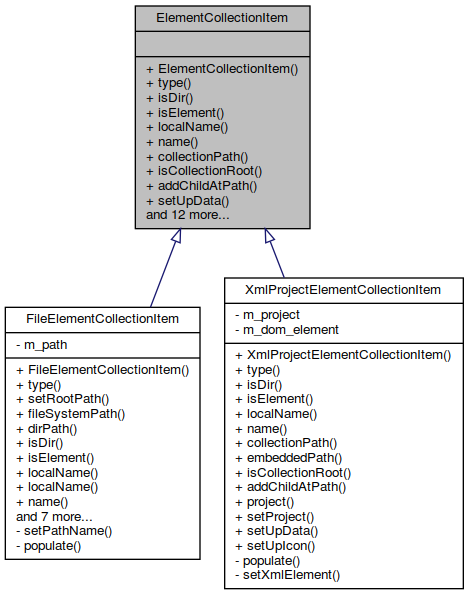 ElementCollectionItem
+ ElementCollectionItem()
+ type()
+ isDir()
+ isElement()
+ localName()
+ name()
+ collectionPath()
+ isCollectionRoot()
+ addChildAtPath()
+ setUpData()
and 12 more...
FileElementCollectionItem
- m_path
+ FileElementCollectionItem()
+ type()
+ setRootPath()
+ fileSystemPath()
+ dirPath()
+ isDir()
+ isElement()
+ localName()
+ localName()
+ name()
and 7 more...
- setPathName()
- populate()
XmlProjectElementCollectionItem
- m_project
- m_dom_element
+ XmlProjectElementCollectionItem()
+ type()
+ isDir()
+ isElement()
+ localName()
+ name()
+ collectionPath()
+ embeddedPath()
+ isCollectionRoot()
+ addChildAtPath()
+ project()
+ setProject()
+ setUpData()
+ setUpIcon()
- populate()
- setXmlElement()